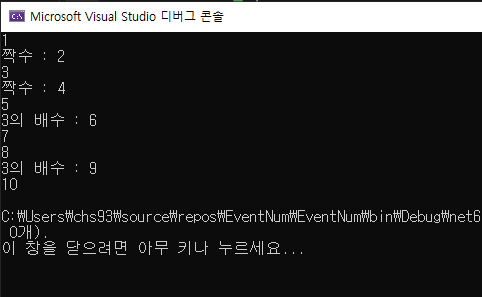 Microsoft Visual Studio 디버그 콘솔
1
짝수 : 2
3
짝수 : 4
5
3의 배수 : 6
7
8
3의 배수 : 9
10
C:\Users\chs93\source\repos\EventNum\EventNum\bin\Debug\net6
0개).
이 창을 닫으려면 아무 키나 누르세요...